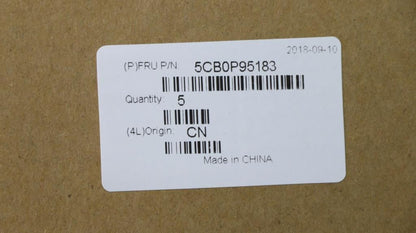 2018-09-10
(P)FRU P/N: 5CB0P95183
Quantity: 5
(4L)Origin: CN
Made in CHINA